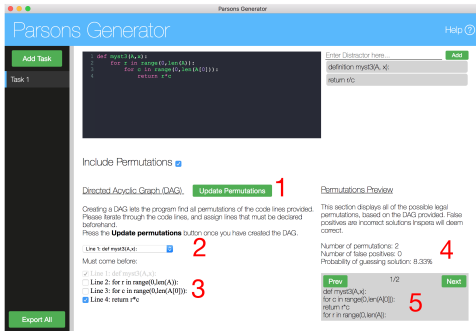 Parsons Generator
Parsons Generator
Help ?
Add Task
Task 1
1 def myst3(A,x):
2 for r in range(0,len(A)):
3 for c in range(0,len(A[0])):
4 return r*c
Enter Distractor here...
Add
definition myst3(A, x):
return r/c
Include Permutations
1
Directed Acyclic Graph (DAG)
Update Permutations
Creating a DAG lets the program find all permutations of the code lines provided.
Please iterate through the code lines, and assign lines that must be declared
beforehand.
Press the Update permutations button once you have created the DAG.
Line 1: def myst3(A,x):
2
Must come before:
Line 1: def myst3(A,x):
Line 2: for r in range(0,len(A)):
Line 3: for c in range(0,len(A[0])):
Line 4: return r*c
3
Permutations Preview
This section displays all of the possible legal
permutations, based on the DAG provided. False
positives are incorrect solutions Inspera will deem
correct.
Number of permutations: 2
Number of false positives: 0
Probability of guessing solution: 8.33%
4
Prev
1/2
Next
def myst3(A,x):
for c in range(0,len(A[0])):
return r*c
for r in range(0,len(A)):
5
Export All